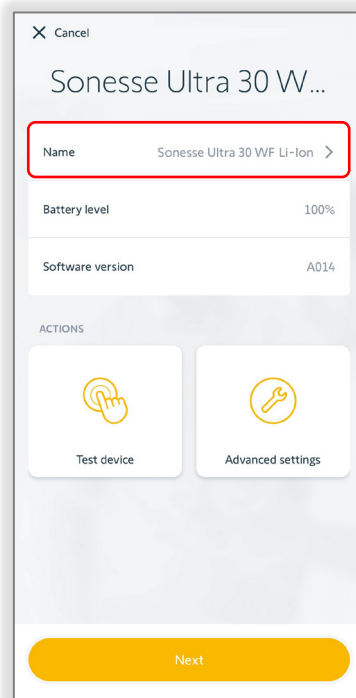 Cancel
Sonesse Ultra 30 W...
Name Sonesse Ultra 30 WF Li-Ion
Battery level 100%
Software version A014
ACTIONS
Test device Advanced settings
Next